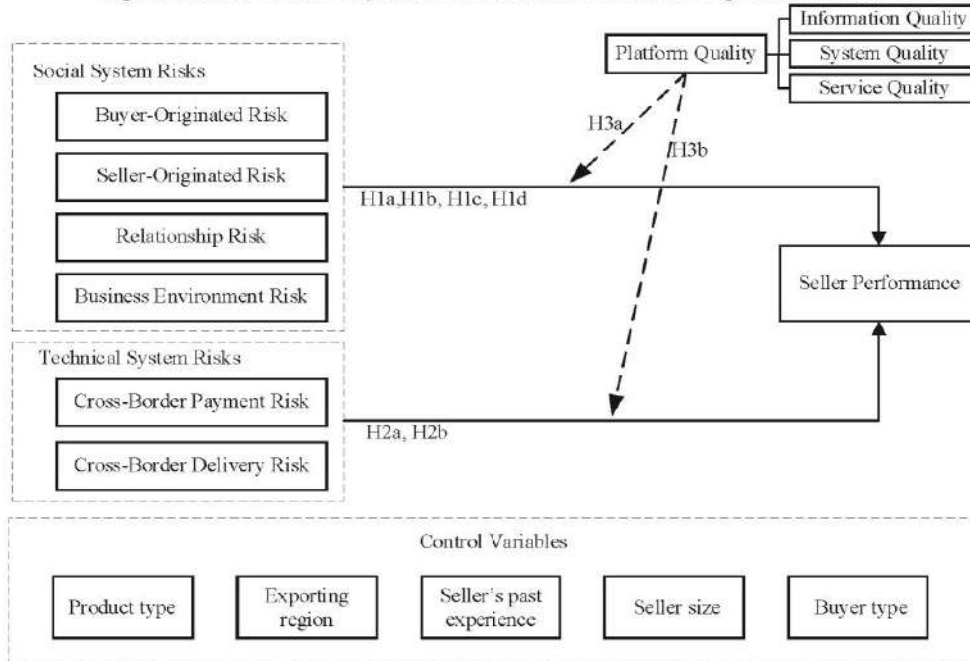 Information Quality
Social System Risks
Platform Quality
System Quality
Service Quality
Buyer-Originated Risk
H3a
H3b
Seller-Originated Risk
H1a,H1b, H1c, H1d
Relationship Risk
Business Environment Risk
Seller Performance
Technical System Risks
Cross-Border Payment Risk
H2a, H2b
Cross-Border Delivery Risk
Control Variables
Product type
Exporting
region
Seller's past
experience
Seller size
Buyer type